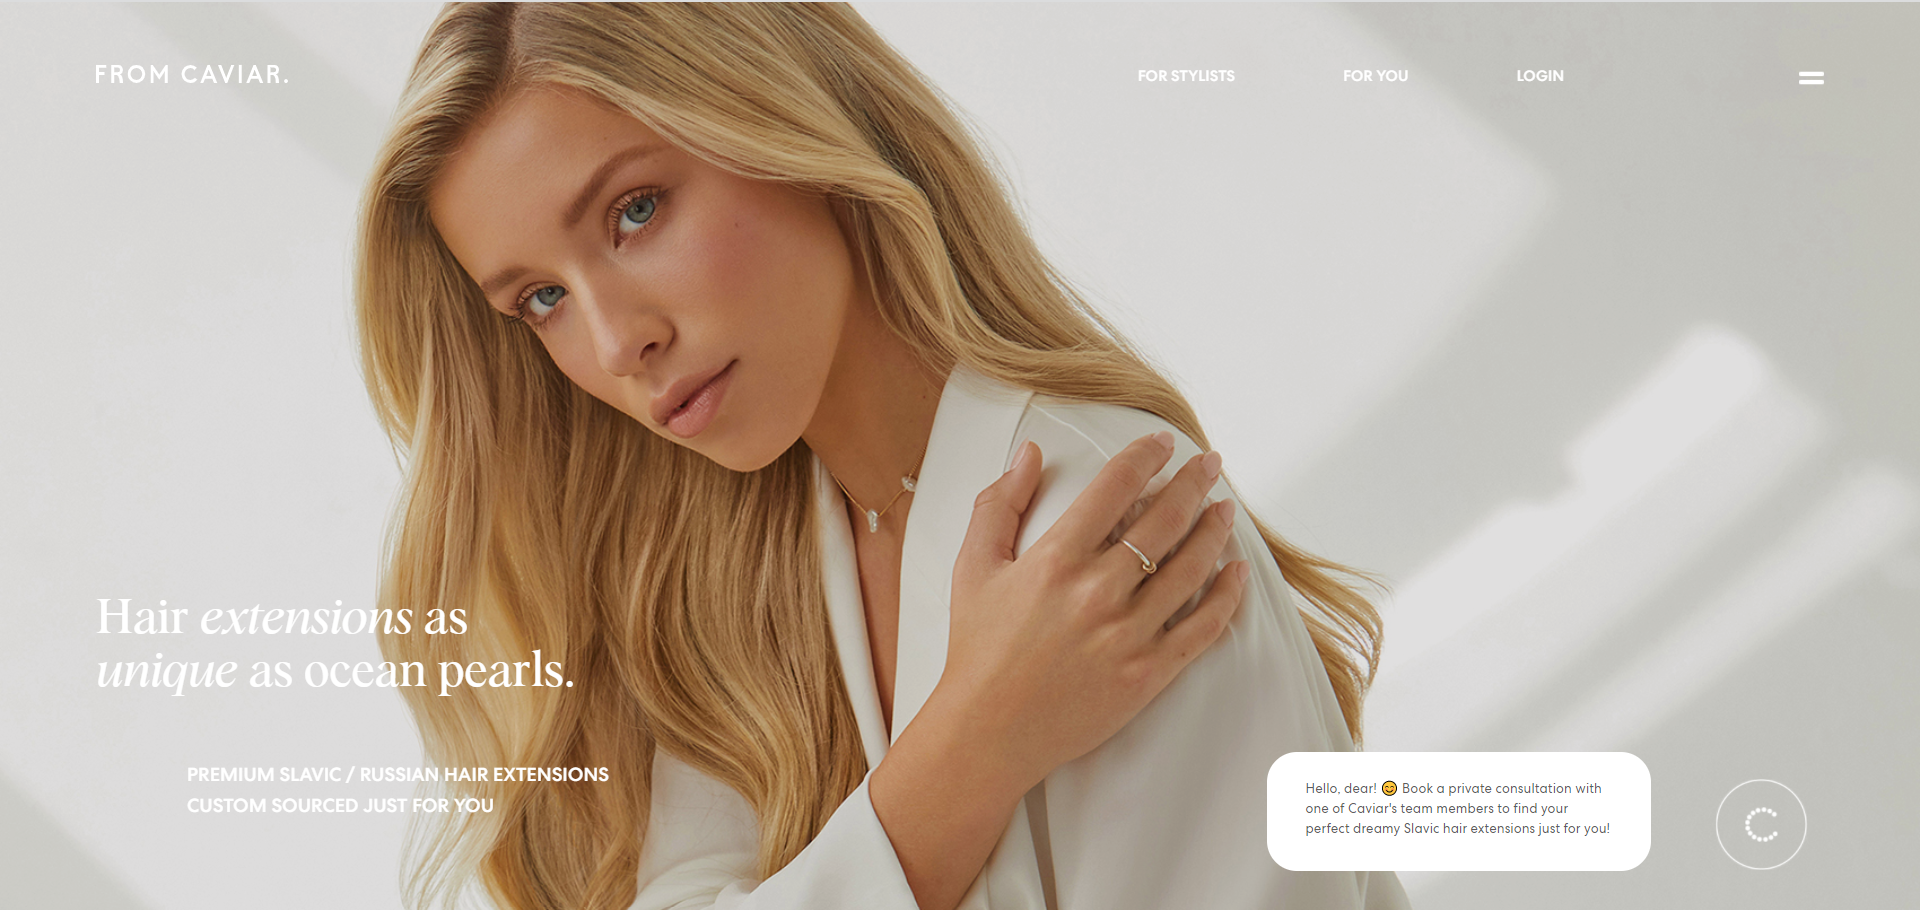 FROM CAVIAR.
FOR STYLISTS
FOR YOU
LOGIN
Hair extensions as
unique as ocean pearls.
PREMIUM SLAVIC / RUSSIAN HAIR EXTENSIONS
CUSTOM SOURCED JUST FOR YOU
Hello, dear! 😊 Book a private consultation with
one of Caviar's team members to find your
perfect dreamy Slavic hair extensions just for you!
C